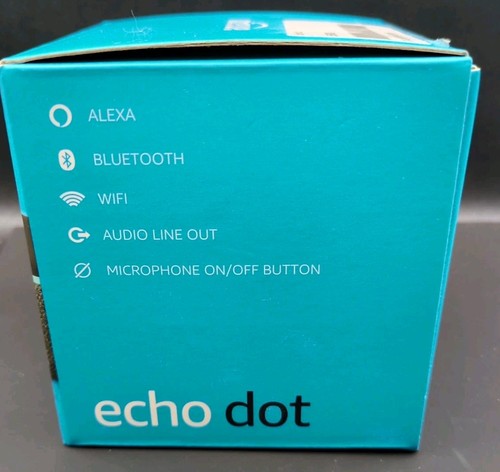 ALEXA
BLUETOOTH
WIFI
AUDIO LINE OUT
MICROPHONE ON/OFF BUTTON
echo dot